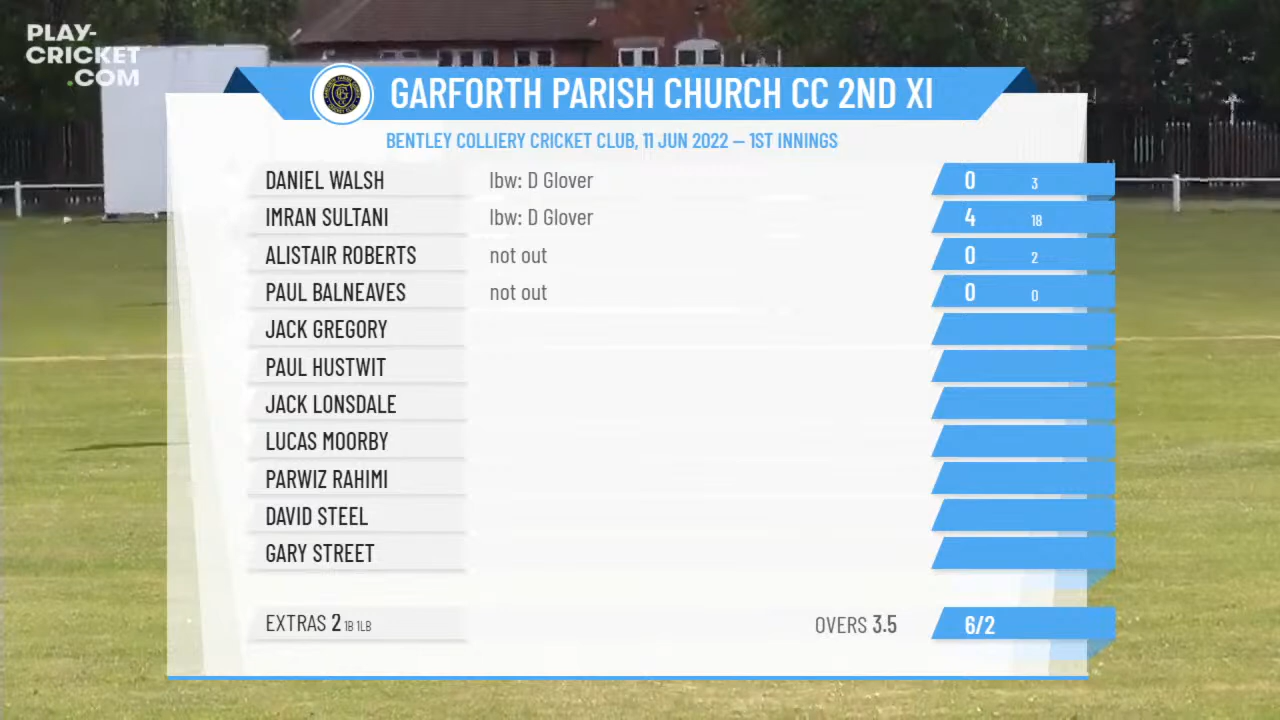 PLAY-
CRICKET
.COM
GARFORTH PARISH CHURCH CC 2ND XI
BENTLEY COLLIERY CRICKET CLUB, 11 JUN 2022 – 1ST INNINGS
DANIEL WALSH lbw: D Glover 0 3
IMRAN SULTANI lbw: D Glover 4 18
ALISTAIR ROBERTS not out 0 2
PAUL BALNEAVES not out 0 0
JACK GREGORY
PAUL HUSTWIT
JACK LONSDALE
LUCAS MOORBY
PARWIZ RAHIMI
DAVID STEEL
GARY STREET
EXTRAS 2 1B 1LB OVERS 3.5 6/2